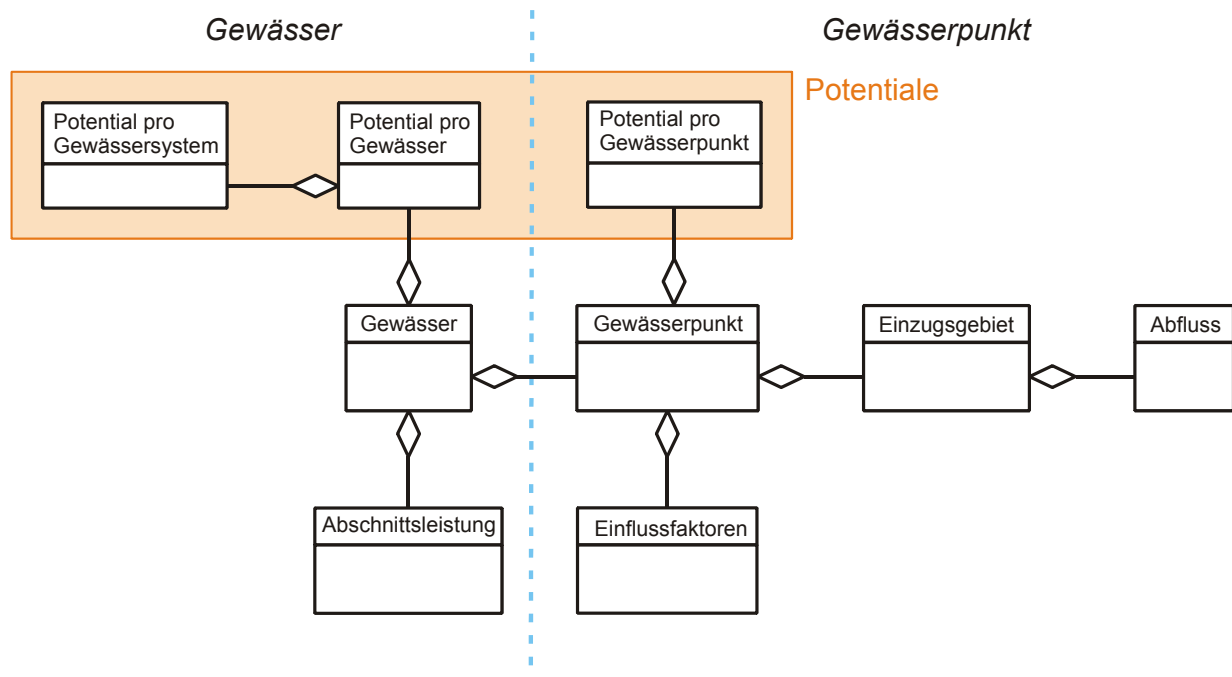 Gewässer
Gewässerpunkt
Potentiale
Potential pro
Gewässersystem
Potential pro
Gewässer
Potential pro
Gewässerpunkt
Gewässer
Gewässerpunkt
Einzugsgebiet
Abfluss
Abschnittsleistung
Einflussfaktoren